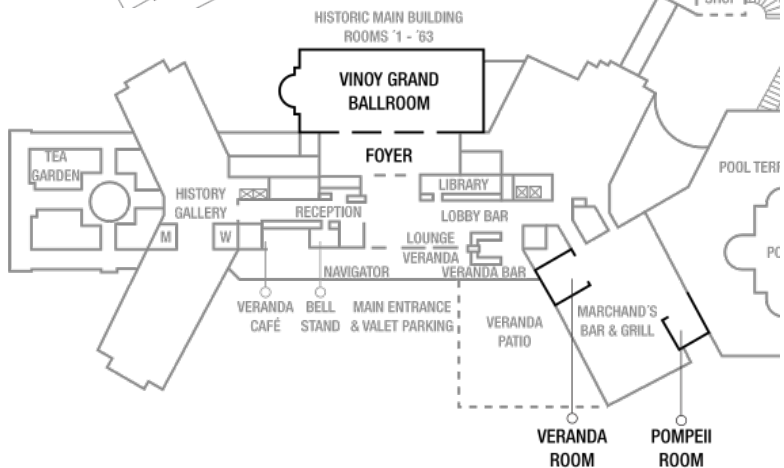 SHOP
HISTORIC MAIN BUILDING
ROOMS '1 - '63
VINOY GRAND
BALLROOM
FOYER
TEA
GARDEN
HISTORY
GALLERY
M
W
RECEPTION
LIBRARY
LOBBY BAR
LOUNGE
VERANDA
VERANDA BAR
NAVIGATOR
VERANDA
CAFÉ
BELL
STAND
MAIN ENTRANCE
& VALET PARKING
VERANDA
PATIO
MARCHAND'S
BAR & GRILL
POOL TERR
PO
VERANDA
ROOM
POMPEII
ROOM